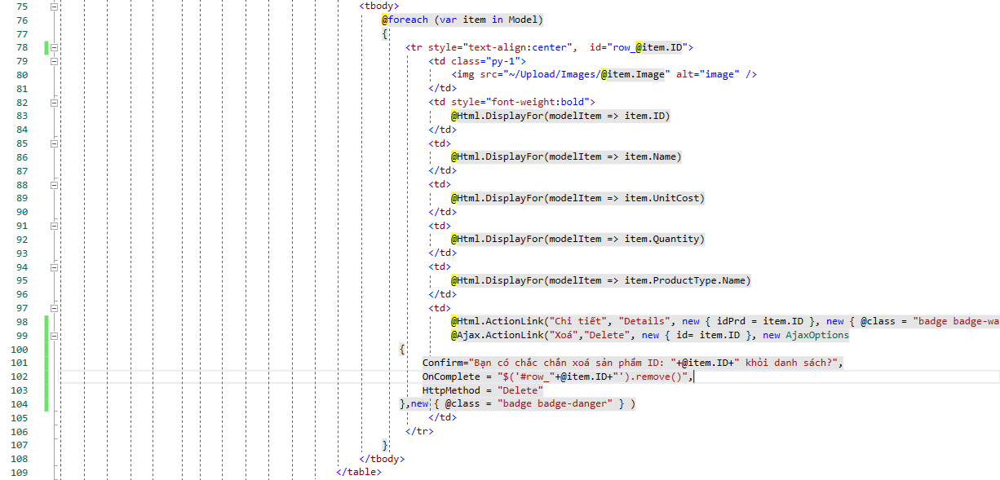 75 <tbody>
76 @foreach (var item in Model)
77 {
78 <tr style="text-align:center", id="row_@item.ID">
79 <td class="py-1">
80 <img src="~/Upload/Images/@item.Image" alt="image" />
81 </td>
82 <td style="font-weight:bold">
83 @Html.DisplayFor(modelItem => item.ID)
84 </td>
85 <td>
86 @Html.DisplayFor(modelItem => item.Name)
87 </td>
88 <td>
89 @Html.DisplayFor(modelItem => item.UnitCost)
90 </td>
91 <td>
92 @Html.DisplayFor(modelItem => item.Quantity)
93 </td>
94 <td>
95 @Html.DisplayFor(modelItem => item.ProductType.Name)
96 </td>
97 <td>
98 @Html.ActionLink("Chi tiết", "Details", new { idPrd = item.ID }, new { @class = "badge badge-wa
99 @Ajax.ActionLink("Xoá","Delete", new { id= item.ID }, new AjaxOptions
100 {
101 Confirm="Bạn có chắc chắn xoá sản phẩm ID: "+@item.ID+" khỏi danh sách?",
102 OnComplete = "$('#row_"+@item.ID+"').remove()",
103 HttpMethod = "Delete"
104 },new { @class = "badge badge-danger" } )
105 </td>
106 </tr>
107 }
108 </tbody>
109 </table>